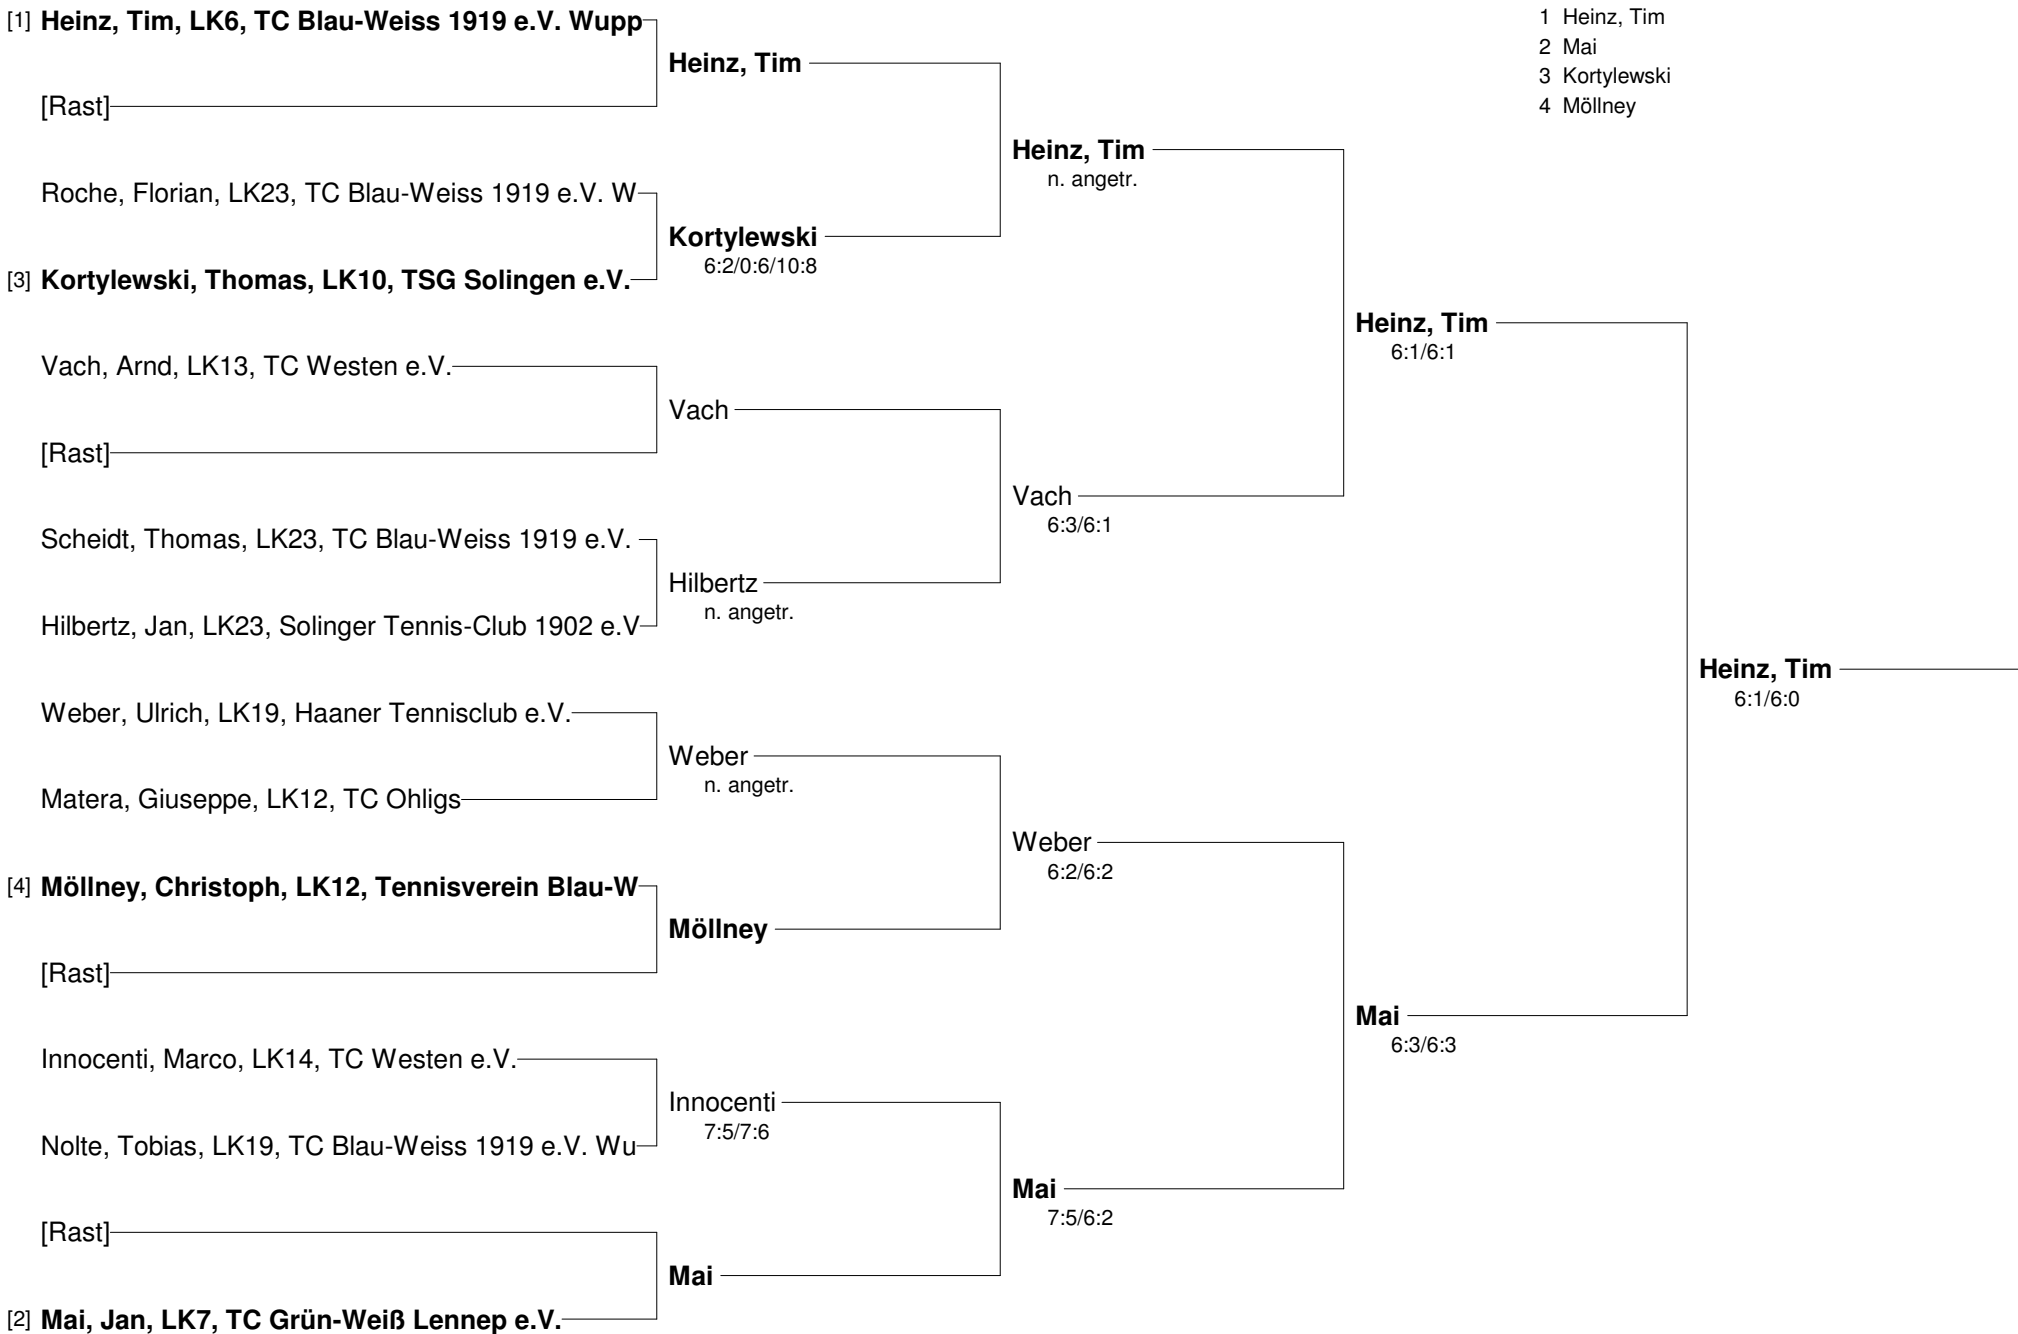 [1] Heinz, Tim, LK6, TC Blau-Weiss 1919 e.V. Wupp
[Rast]
Roche, Florian, LK23, TC Blau-Weiss 1919 e.V. W
[3] Kortylewski, Thomas, LK10, TSG Solingen e.V.
Vach, Arnd, LK13, TC Westen e.V.
[Rast]
Scheidt, Thomas, LK23, TC Blau-Weiss 1919 e.V.
Hilbertz, Jan, LK23, Solinger Tennis-Club 1902 e.V
Weber, Ulrich, LK19, Haaner Tennisclub e.V.
Matera, Giuseppe, LK12, TC Ohligs
[4] Möllney, Christoph, LK12, Tennisverein Blau-W
[Rast]
Innocenti, Marco, LK14, TC Westen e.V.
Nolte, Tobias, LK19, TC Blau-Weiss 1919 e.V. Wu
[Rast]
[2] Mai, Jan, LK7, TC Grün-Weiß Lennep e.V.
Heinz, Tim
Kortylewski
6:2/0:6/10:8
Vach
Hilbertz
n. angetr.
Weber
n. angetr.
Möllney
Innocenti
7:5/7:6
Mai
Heinz, Tim
n. angetr.
Vach
6:3/6:1
Weber
6:2/6:2
Mai
7:5/6:2
Heinz, Tim
6:1/6:1
Mai
6:3/6:3
Heinz, Tim
6:1/6:0
1 Heinz, Tim
2 Mai
3 Kortylewski
4 Möllney